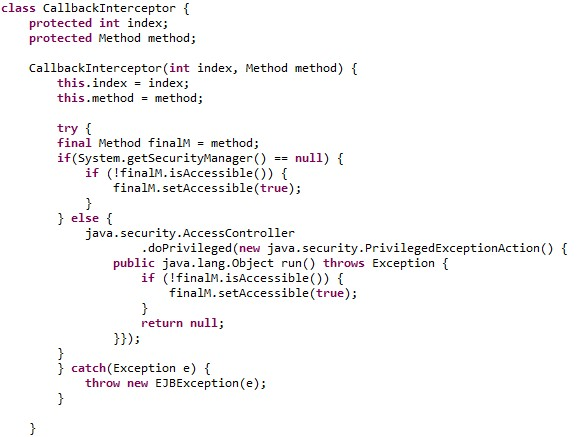 class CallbackInterceptor {
    protected int index;
    protected Method method;

    CallbackInterceptor(int index, Method method) {
        this.index = index;
        this.method = method;

        try {
        final Method finalM = method;
        if(System.getSecurityManager() == null) {
            if (!finalM.isAccessible()) {
                finalM.setAccessible(true);
            }
        } else {
            java.security.AccessController
                    .doPrivileged(new java.security.PrivilegedExceptionAction() {
                public java.lang.Object run() throws Exception {
                    if (!finalM.isAccessible()) {
                        finalM.setAccessible(true);
                    }
                    return null;
                }});
        }
        } catch(Exception e) {
            throw new EJBException(e);
        }

    }